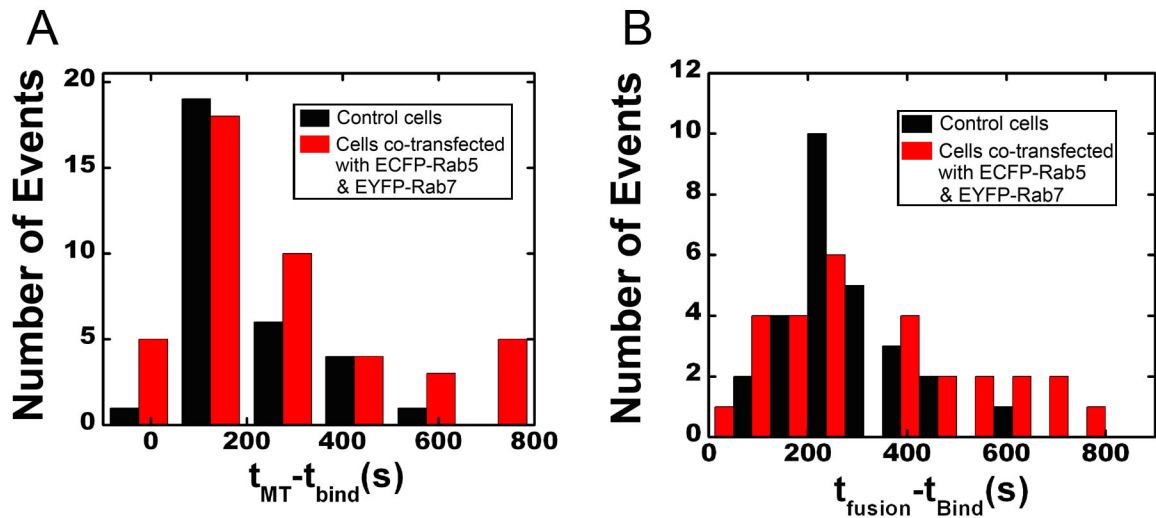 A
20
15
10
5
0
Number of Events
Control cells
Cells co-transfected
with ECFP-Rab5
& EYFP-Rab7
0 200 400 600 800
tMT-tbind(s)
B
12
10
8
6
4
2
0
Number of Events
Control cells
Cells co-transfected
with ECFP-Rab5
& EYFP-Rab7
0 200 400 600 800
tfusion-tBind(s)